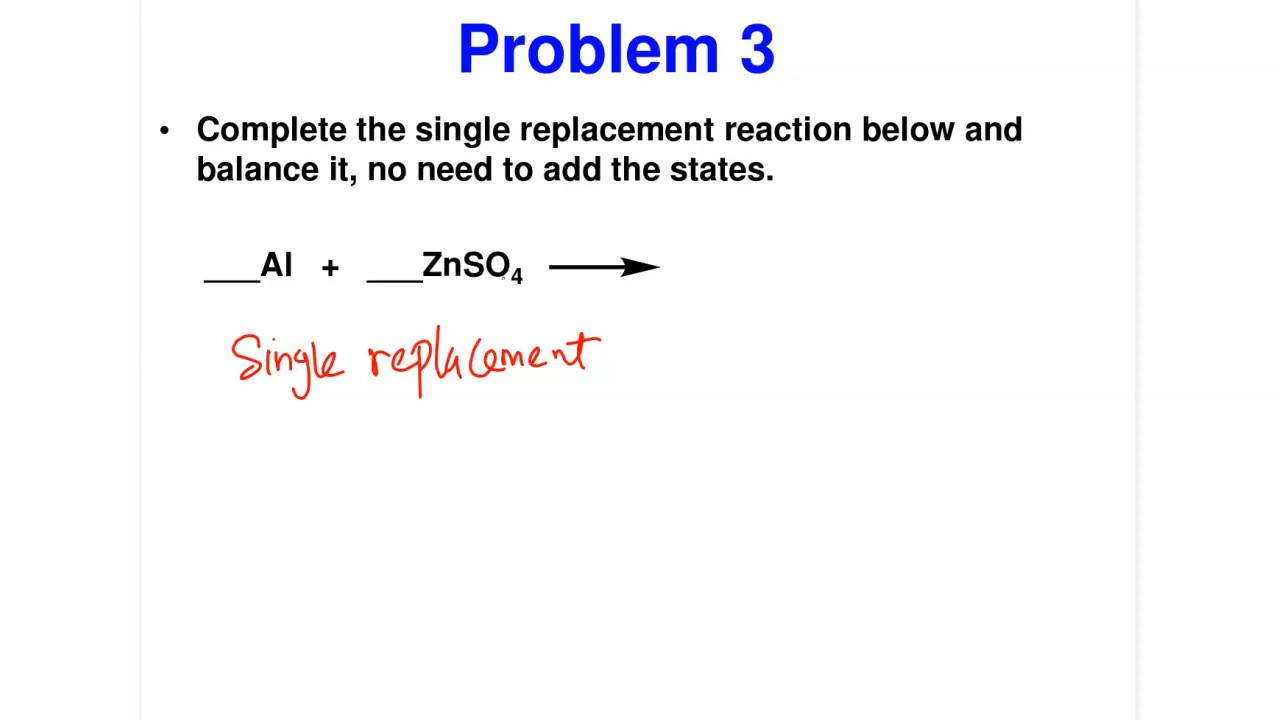 Problem 3
• Complete the single replacement reaction below and
balance it, no need to add the states.
___Al + ___ZnSO₄ ⟶
Single replacement